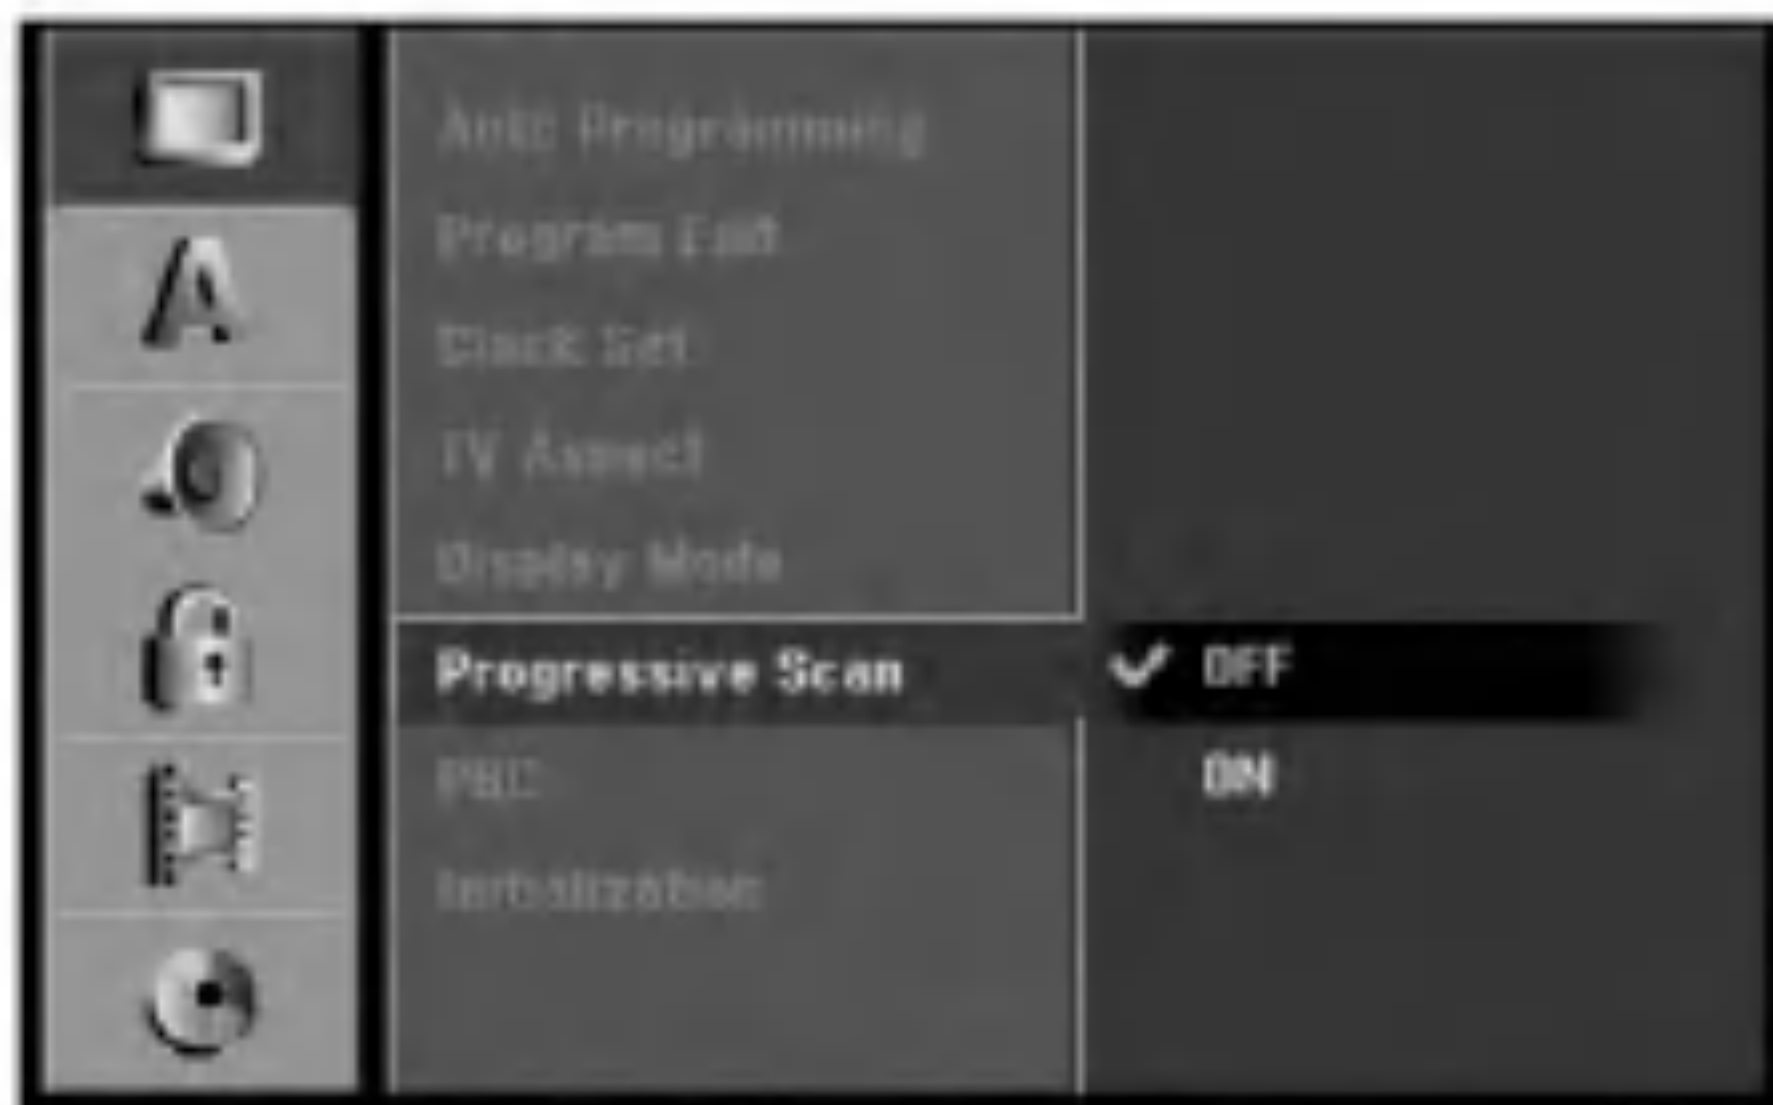 A
Auto Programming
Program Edit
Clock Set
TV Aspect
Display Mode
Progressive Scan
OFF
ON
PBC
Initialization